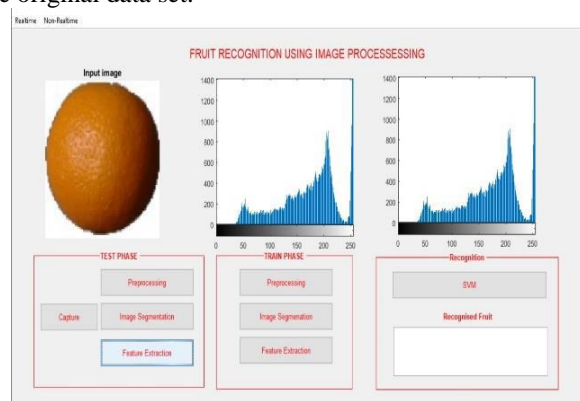 e original data set.
Realtime Non-Realtime
FRUIT RECOGNITION USING IMAGE PROCESSESSING
Input image
1400
1200
1000
800
600
400
200
0
0 50 100 150 200 250
1400
1200
1000
800
600
400
200
0
0 50 100 150 200 250
TEST PHASE
Preprocessing
Capture
Image Segmentation
Feature Extraction
TRAIN PHASE
Preprocessing
Image Segmenation
Feature Extraction
Recognition
SVM
Recognised Fruit